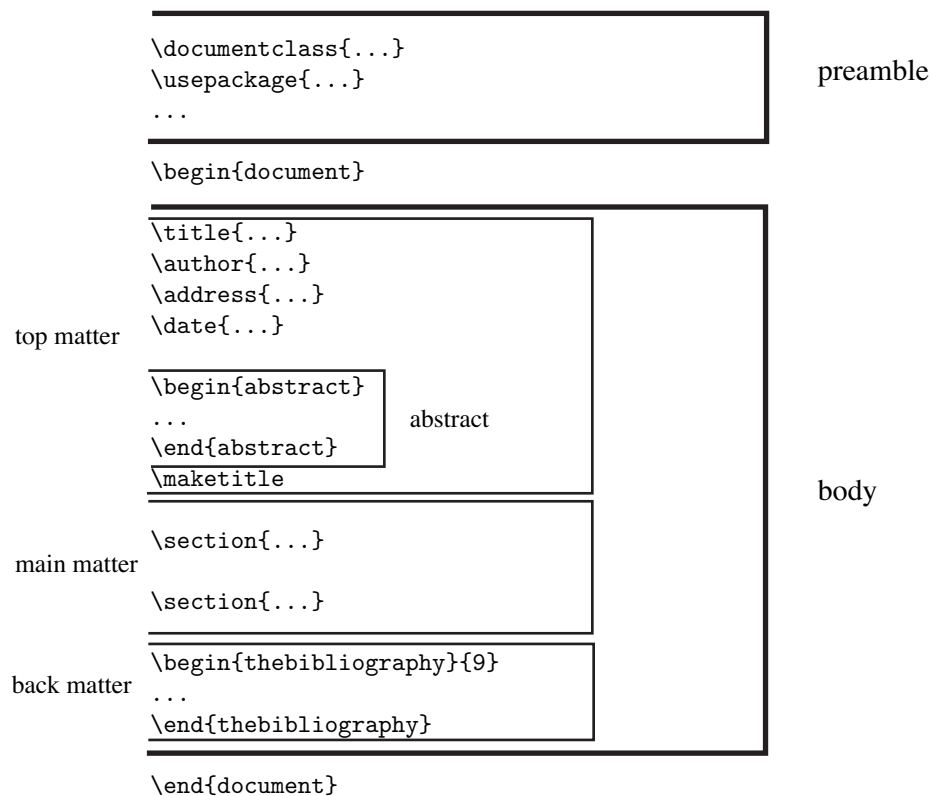 \documentclass{...}
\usepackage{...}
...
preamble
\begin{document}
\title{...}
\author{...}
\address{...}
\date{...}
top matter
\begin{abstract}
...
\end{abstract}
abstract
\maketitle
body
\section{...}
main matter
\section{...}
\begin{thebibliography}{9}
back matter
...
\end{thebibliography}
\end{document}